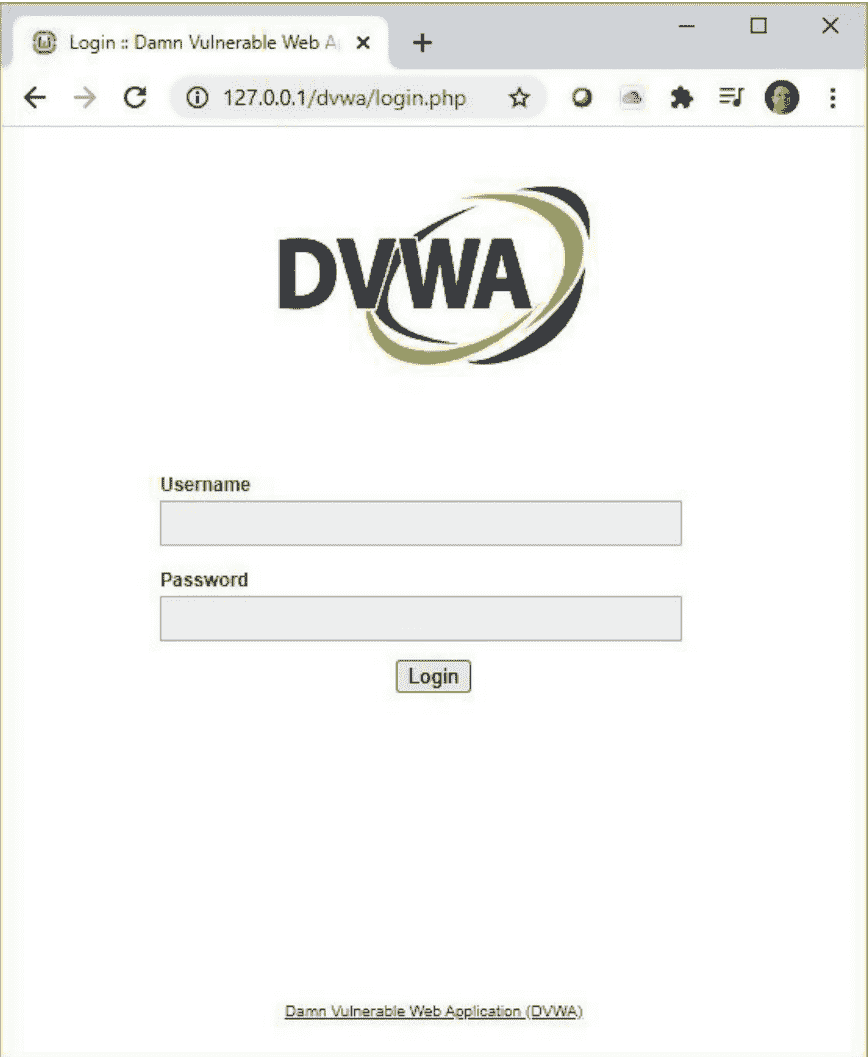 Login :: Damn Vulnerable Web A
127.0.0.1/dvwa/login.php
DVWA
Username
Password
Login
Damn Vulnerable Web Application (DVWA)